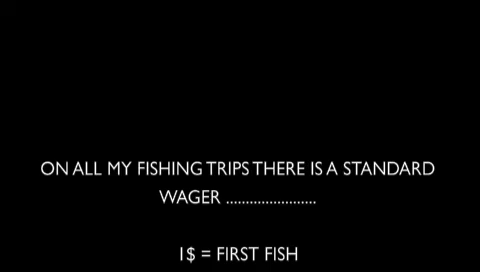 ON ALL MY FISHING TRIPS THERE IS A STANDARD
WAGER .......................
1$ = FIRST FISH